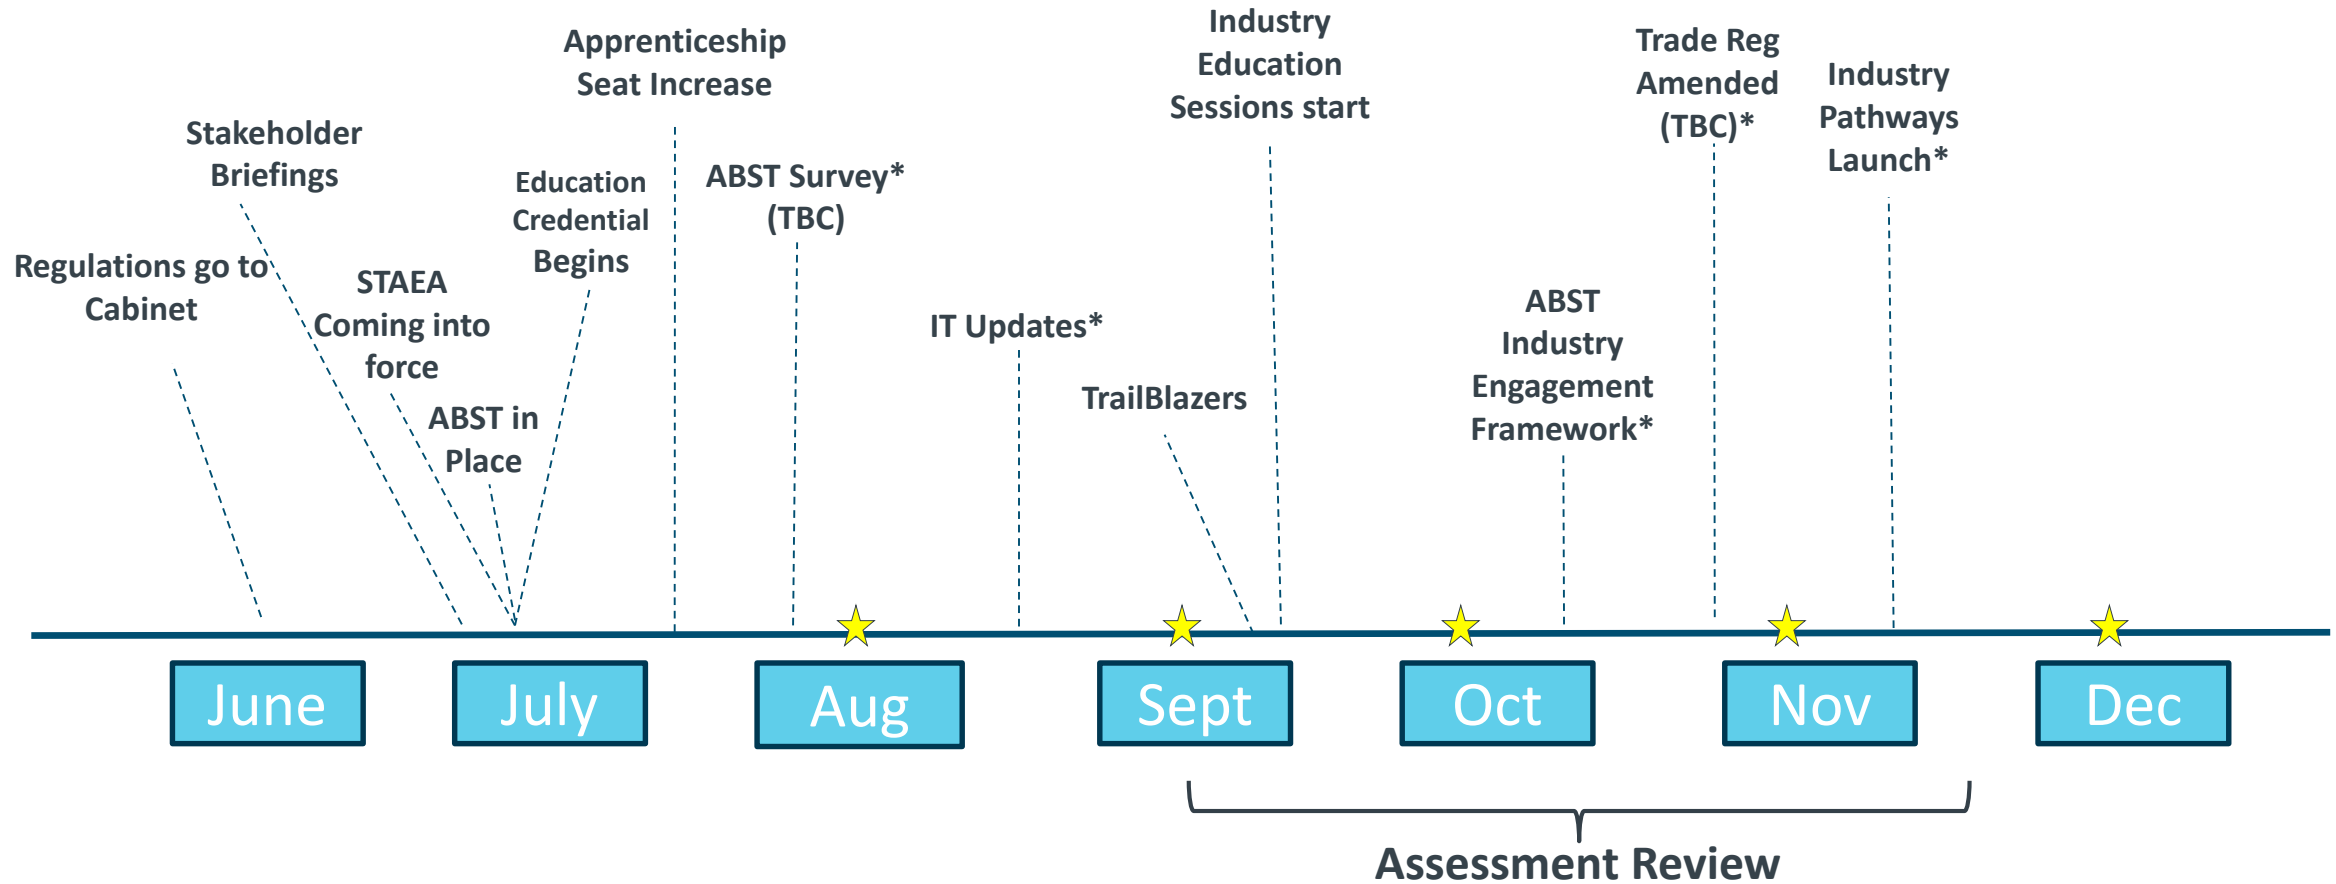 Regulations go to
Cabinet
Stakeholder
Briefings
STAEA
Coming into
force
ABST in
Place
Education
Credential
Begins
Apprenticeship
Seat Increase
ABST Survey*
(TBC)
IT Updates*
TrailBlazers
Industry
Education
Sessions start
ABST
Industry
Engagement
Framework*
Trade Reg
Amended
(TBC)*
Industry
Pathways
Launch*
June
July
Aug
Sept
Oct
Nov
Dec
Assessment Review